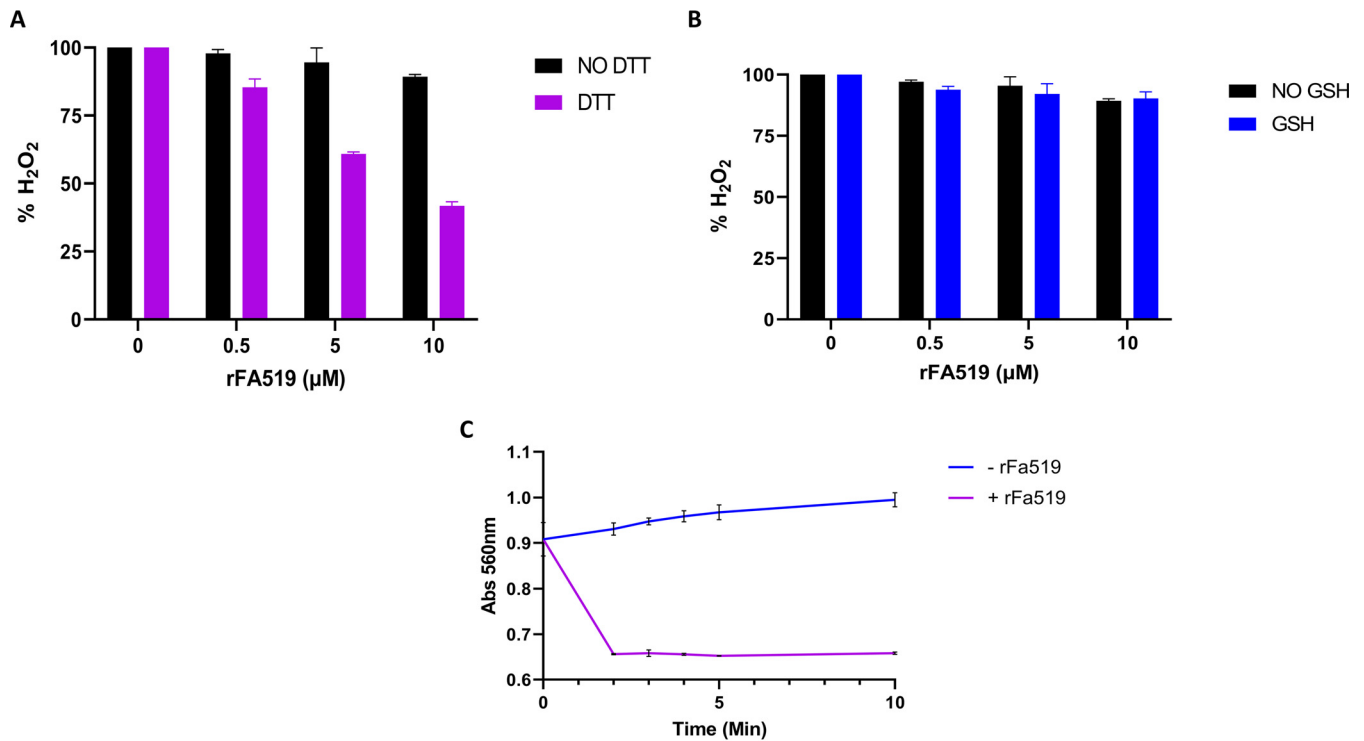 A
100
75
50
25
0
% H₂O₂
0 0.5 5 10
rFA519 (µM)
NO DTT
DTT
B
100
75
50
25
0
% H₂O₂
0 0.5 5 10
rFA519 (µM)
NO GSH
GSH
C
1.1
1.0
0.9
0.8
0.7
0.6
Abs 560nm
0 5 10
Time (Min)
- rFa519
+ rFa519